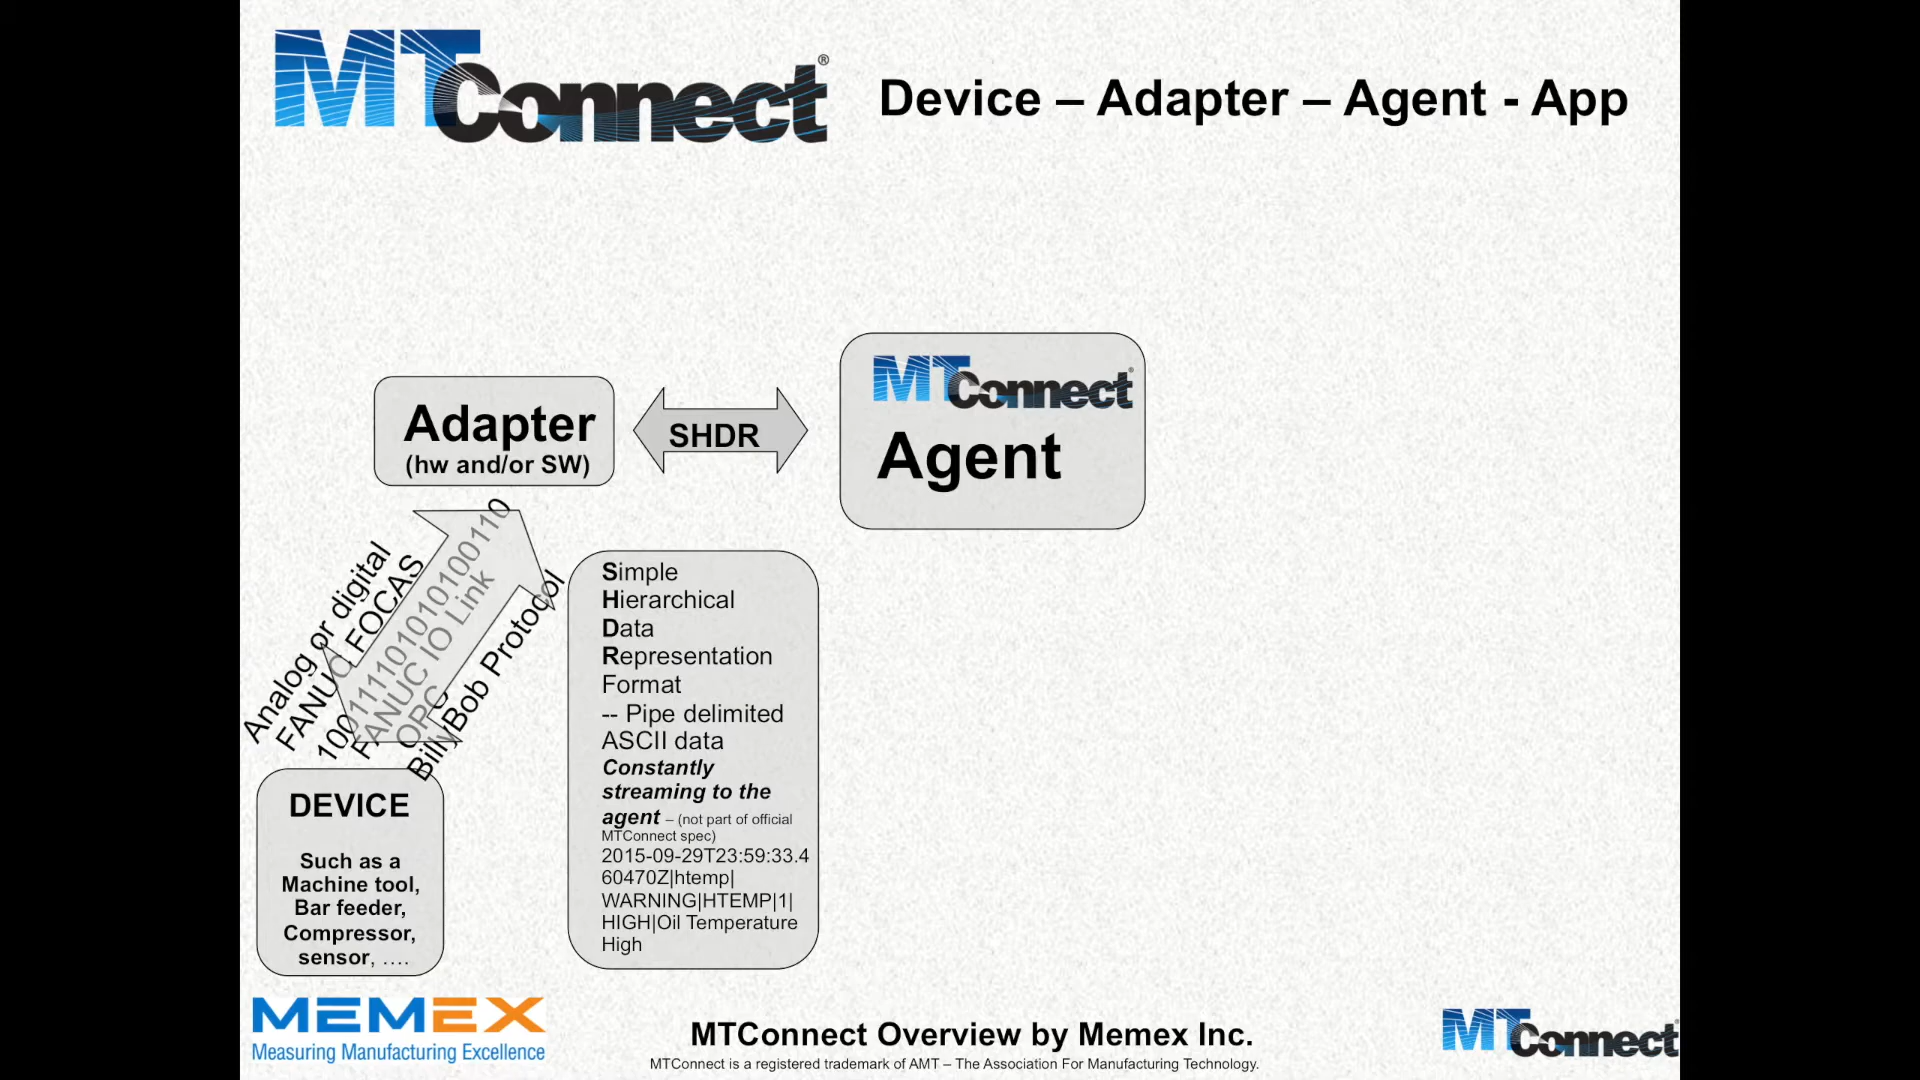 MTConnect®
Device – Adapter – Agent - App
Adapter
(hw and/or SW)
SHDR
MTConnect®
Agent
Analog or digital
FANUC FOCAS
1001111010101000110
FANUC IO Link
OPC
BillyBob Protocol
Simple
Hierarchical
Data
Representation
Format
-- Pipe delimited
ASCII data
Constantly
streaming to the
agent – (not part of official
MTConnect spec)
2015-09-29T23:59:33.4
60470Z|htemp|
WARNING|HTEMP|1|
HIGH|Oil Temperature
High
DEVICE
Such as a
Machine tool,
Bar feeder,
Compressor,
sensor, ….
MEMEX
Measuring Manufacturing Excellence
MTConnect Overview by Memex Inc.
MTConnect is a registered trademark of AMT – The Association For Manufacturing Technology.
MTConnect